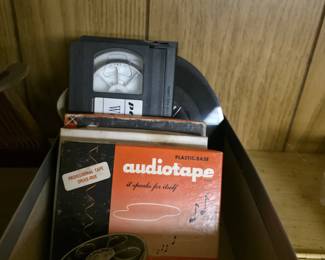 PLASTIC-BASE
audiotape
it speaks for itself
PROFESSIONAL TAPE